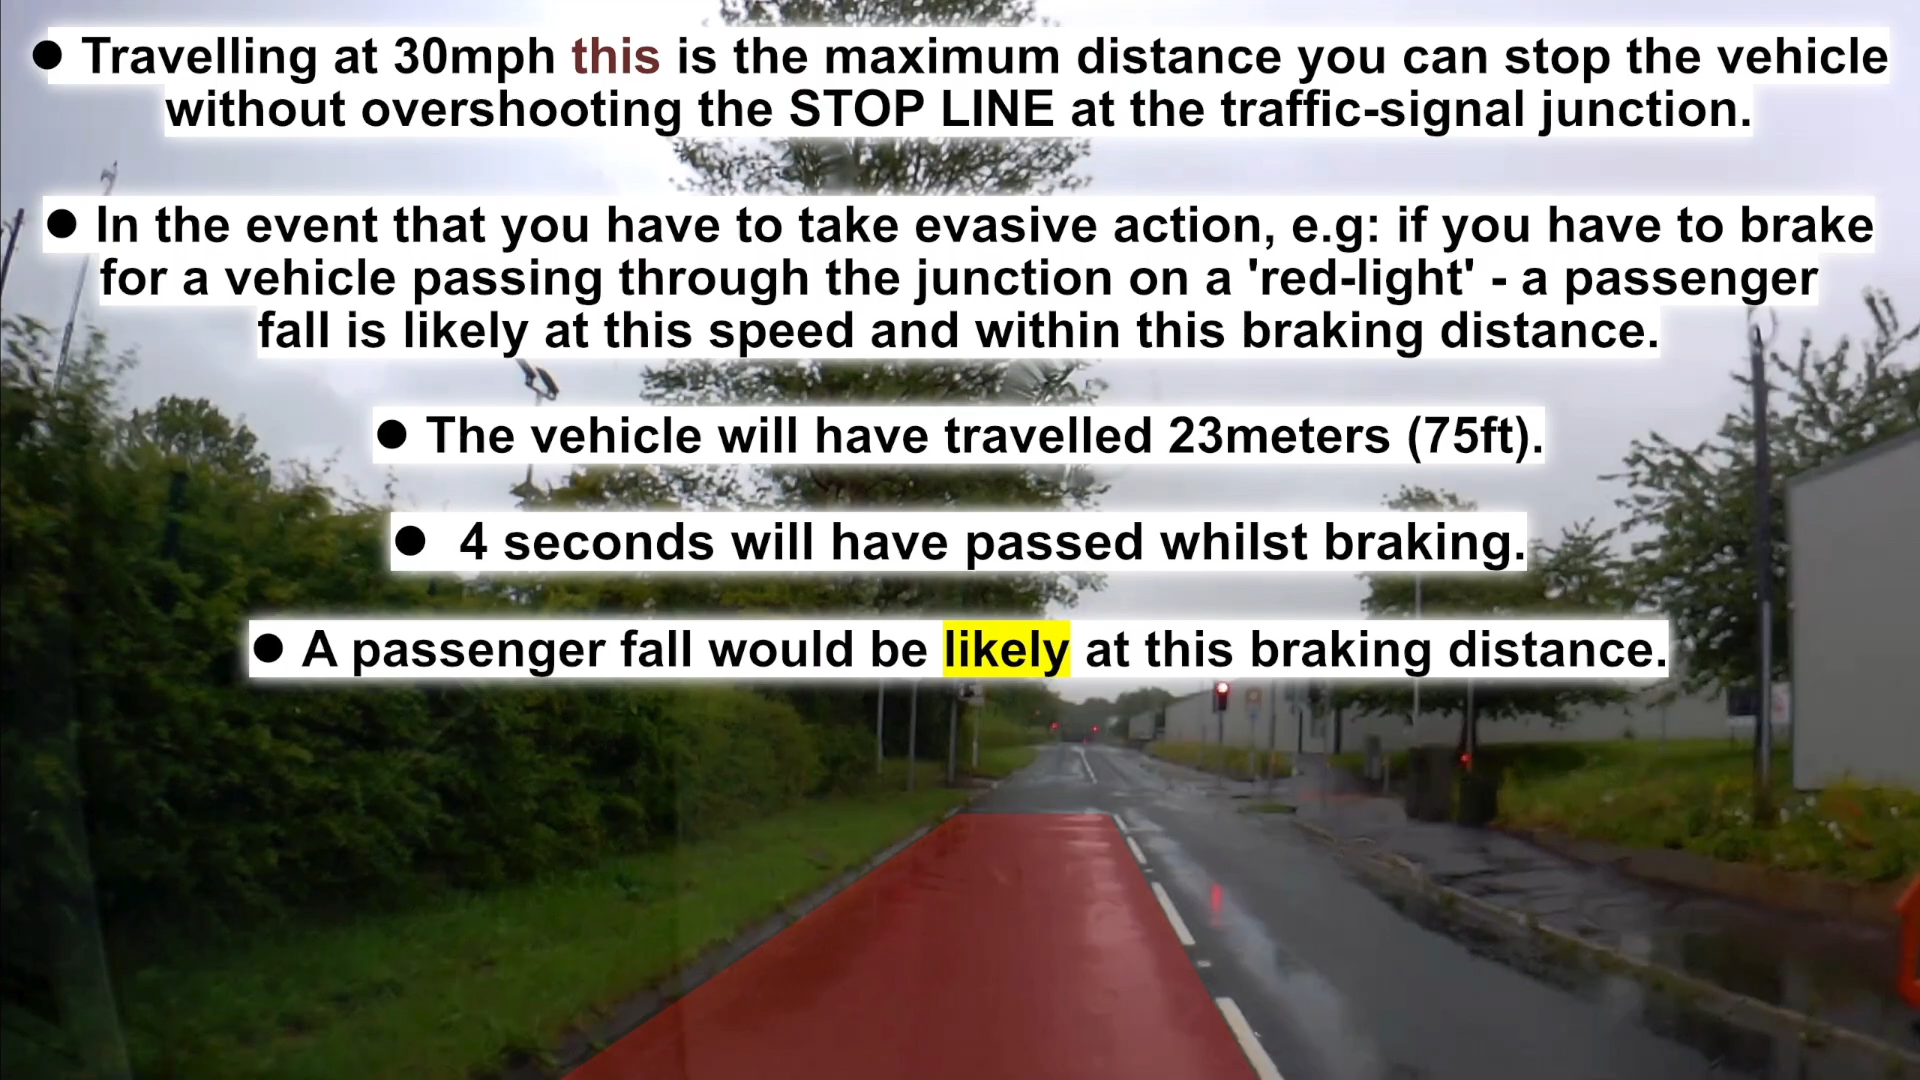 ● Travelling at 30mph this is the maximum distance you can stop the vehicle
without overshooting the STOP LINE at the traffic-signal junction.
● In the event that you have to take evasive action, e.g: if you have to brake
for a vehicle passing through the junction on a 'red-light' - a passenger
fall is likely at this speed and within this braking distance.
● The vehicle will have travelled 23meters (75ft).
● 4 seconds will have passed whilst braking.
● A passenger fall would be likely at this braking distance.